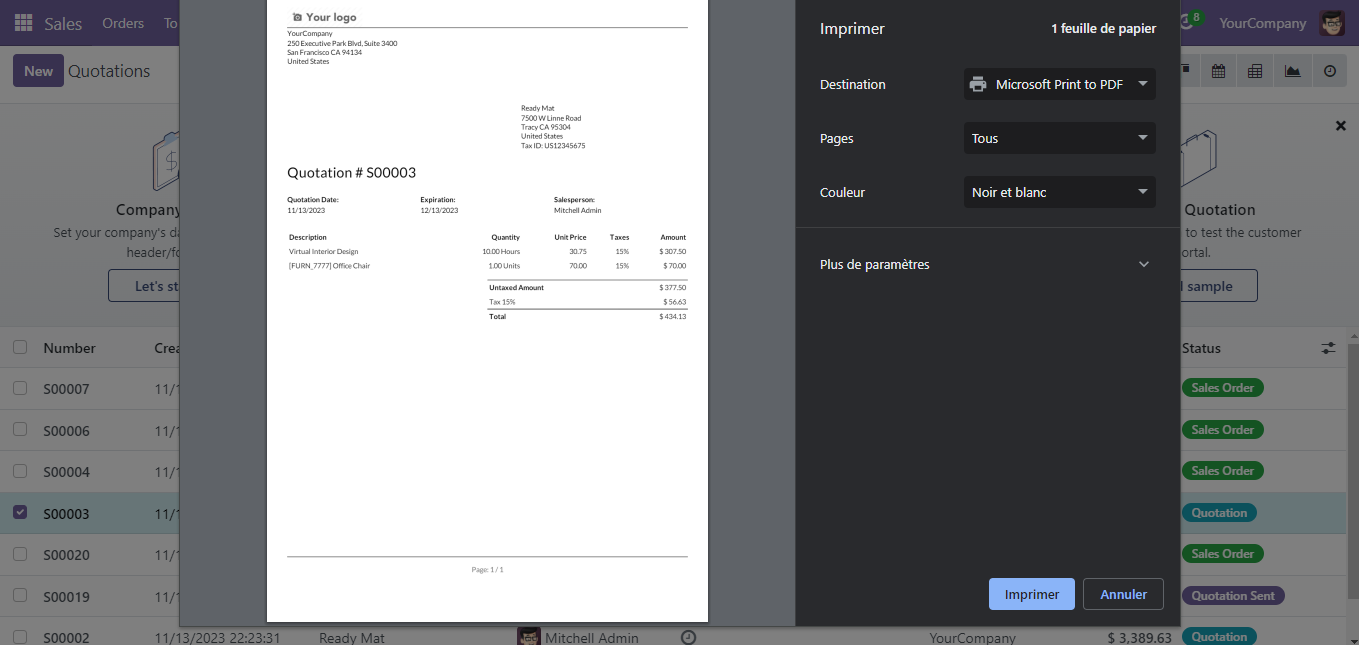 Sales Orders To
8 YourCompany
New Quotations
Company
Set your company's da
header/fo
Let's st
Your logo
YourCompany
250 Executive Park Blvd, Suite 3400
San Francisco CA 94134
United States
Ready Mat
7500 W Linne Road
Tracy CA 95304
United States
Tax ID: US12345675
Quotation # S00003
Quotation Date: Expiration: Salesperson:
11/13/2023 12/13/2023 Mitchell Admin
Description Quantity Unit Price Taxes Amount
Virtual Interior Design 10.00 Hours 30.75 15% $ 307.50
[FURN_7777] Office Chair 1.00 Units 70.00 15% $ 70.00
Untaxed Amount $ 377.50
Tax 15% $ 56.63
Total $ 434.13
Page: 1 / 1
Imprimer 1 feuille de papier
Destination Microsoft Print to PDF
Pages Tous
Couleur Noir et blanc
Plus de paramètres
Imprimer Annuler
Quotation
to test the customer
ortal.
sample
Number Crea Status
S00007 11/1 Sales Order
S00006 11/1 Sales Order
S00004 11/1 Sales Order
S00003 11/1 Quotation
S00020 11/1 Sales Order
S00019 11/1 Quotation Sent
S00002 11/13/2023 22:23:31 Ready Mat Mitchell Admin YourCompany $ 3,389.63 Quotation